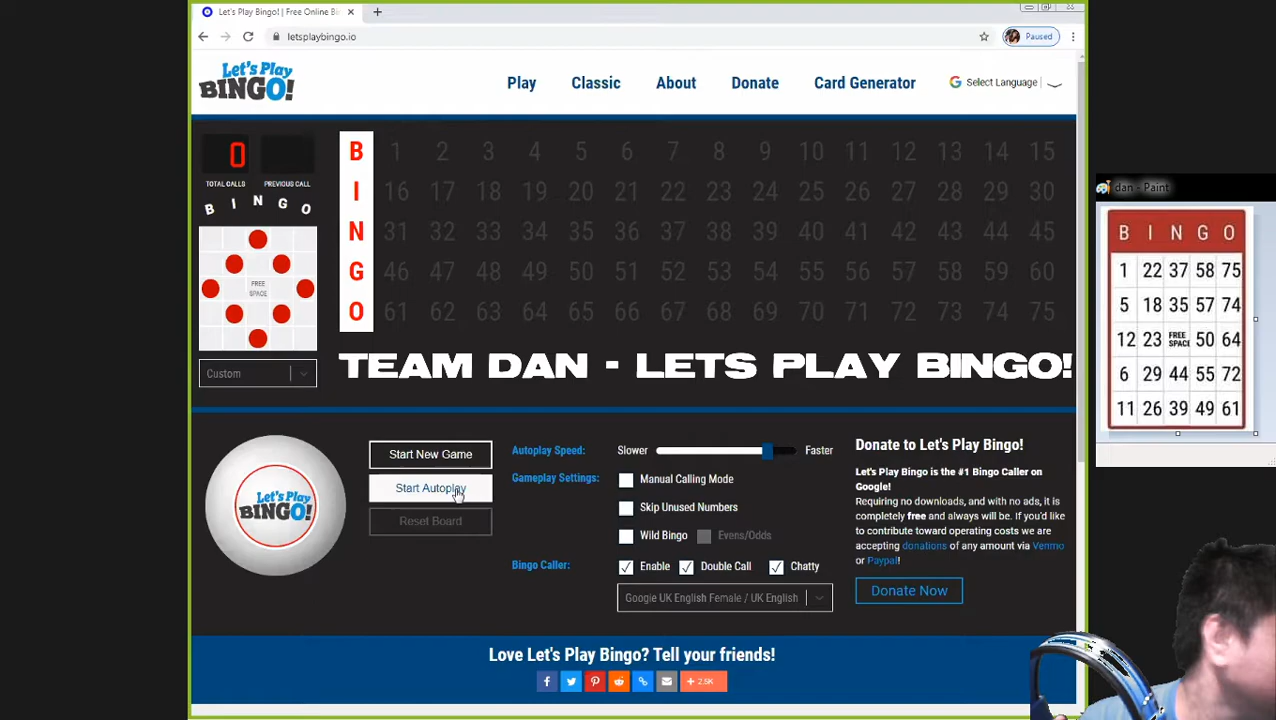 Let's Play Bingo! | Free Online Bi
letsplaybingo.io
Paused
Let's Play
BINGO!
Play Classic About Donate Card Generator Select Language
0
TOTAL CALLS PREVIOUS CALL
B I N G O
FREE
SPACE
Custom
B 1 2 3 4 5 6 7 8 9 10 11 12 13 14 15
I 16 17 18 19 20 21 22 23 24 25 26 27 28 29 30
N 31 32 33 34 35 36 37 38 39 40 41 42 43 44 45
G 46 47 48 49 50 51 52 53 54 55 56 57 58 59 60
O 61 62 63 64 65 66 67 68 69 70 71 72 73 74 75
TEAM DAN - LETS PLAY BINGO!
dan - Paint
B I N G O
1 22 37 58 75
5 18 35 57 74
12 23 FREE SPACE 50 64
6 29 44 55 72
11 26 39 49 61
Let's Play
BINGO!
Start New Game
Start Autoplay
Reset Board
Autoplay Speed: Slower Faster
Gameplay Settings: Manual Calling Mode
Skip Unused Numbers
Wild Bingo Evens/Odds
Bingo Caller: Enable Double Call Chatty
Google UK English Female / UK English
Donate to Let's Play Bingo!
Let's Play Bingo is the #1 Bingo Caller on
Google!
Requiring no downloads, and with no ads, it is
completely free and always will be. If you'd like
to contribute toward operating costs we are
accepting donations of any amount via Venmo
or Paypal!
Donate Now
Love Let's Play Bingo? Tell your friends!
2.5K